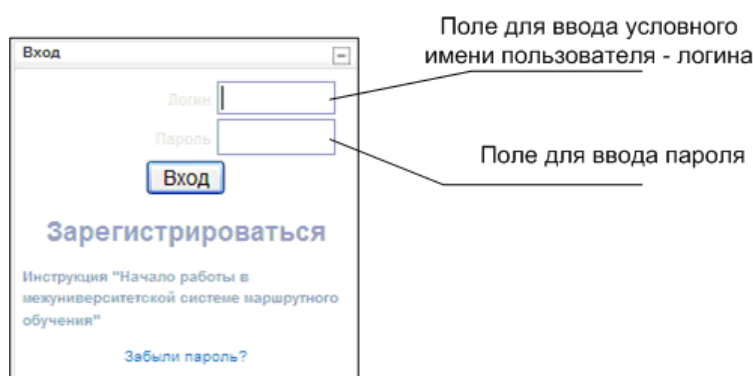 Поле для ввода условного
имени пользователя - логина
Вход
Логин
Пароль
Поле для ввода пароля
Вход
Зарегистрироваться
Инструкция "Начало работы в
межуниверситетской системе маршрутного
обучения"
Забыли пароль?